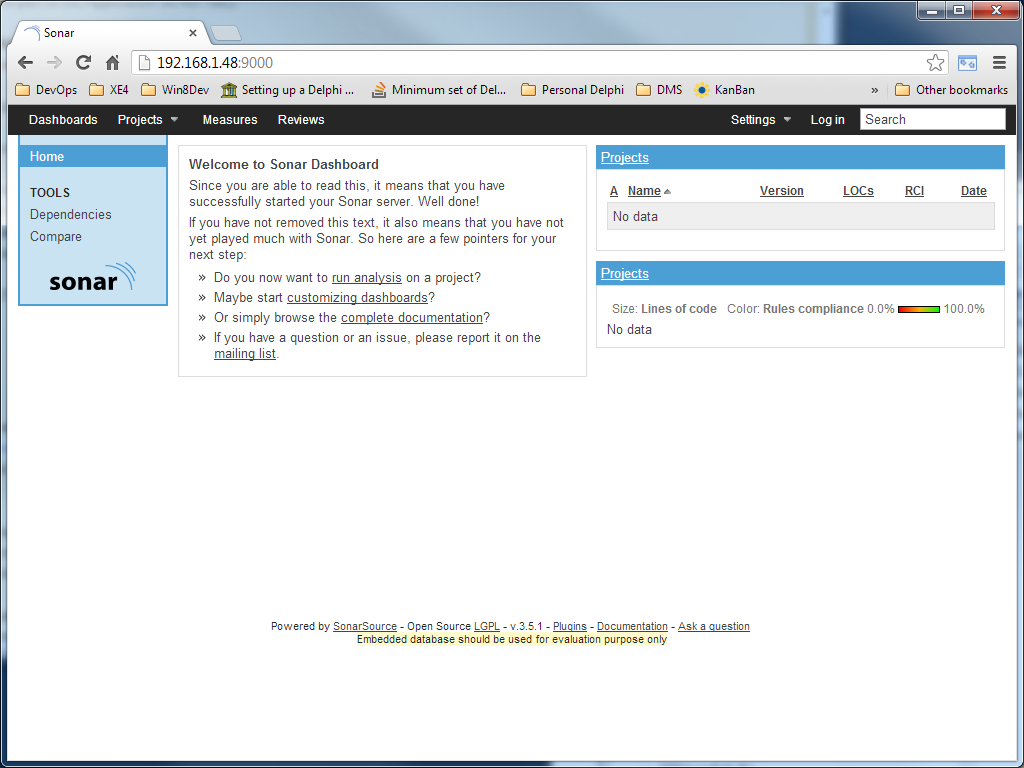 Sonar
192.168.1.48:9000
DevOps XE4 Win8Dev Setting up a Delphi ... Minimum set of Del... Personal Delphi DMS KanBan » Other bookmarks
Dashboards Projects Measures Reviews Settings Log in Search
Home
TOOLS
Dependencies
Compare
sonar
Welcome to Sonar Dashboard
Since you are able to read this, it means that you have
successfully started your Sonar server. Well done!
If you have not removed this text, it also means that you have not
yet played much with Sonar. So here are a few pointers for your
next step:
» Do you now want to run analysis on a project?
» Maybe start customizing dashboards?
» Or simply browse the complete documentation?
» If you have a question or an issue, please report it on the
mailing list.
Projects
A Name Version LOCs RCI Date
No data
Projects
Size: Lines of code Color: Rules compliance 0.0% 100.0%
No data
Powered by SonarSource - Open Source LGPL - v.3.5.1 - Plugins - Documentation - Ask a question
Embedded database should be used for evaluation purpose only